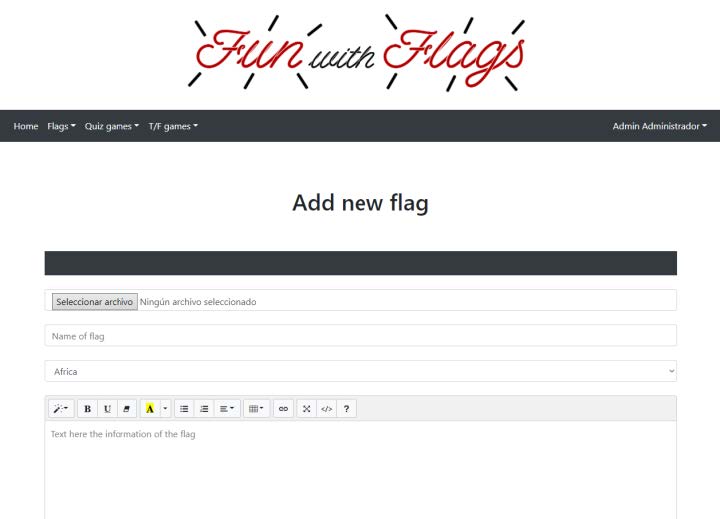 Fun with Flags
Home Flags Quiz games T/F games Admin Administrador
Add new flag
Seleccionar archivo Ningún archivo seleccionado
Name of flag
Africa
B U A </> ?
Text here the information of the flag